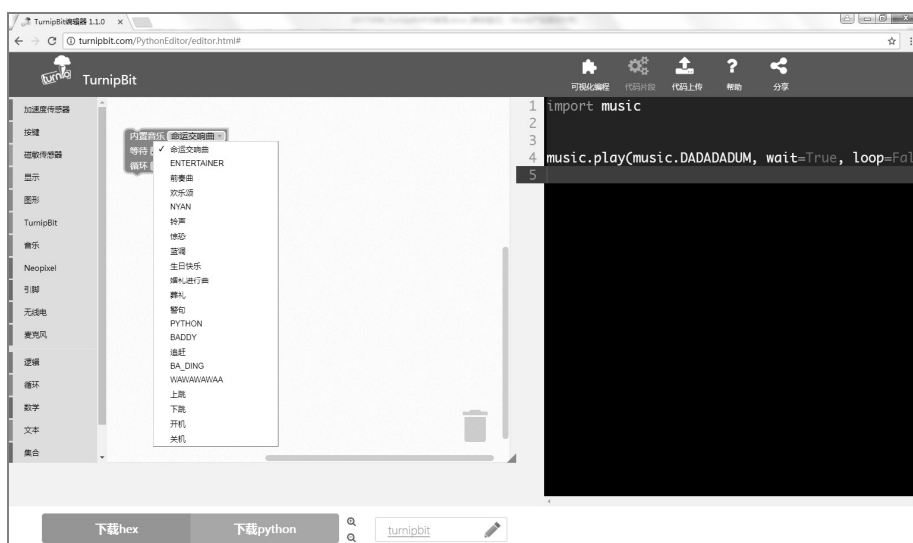 TurnipBit编辑器 1.1.0
turnipbit.com/PythonEditor/editor.html#
turnip TurnipBit
可视化编程 代码片段 代码上传 帮助 分享
加速度传感器
按键
磁敏传感器
显示
图形
TurnipBit
音乐
Neopixel
引脚
无线电
麦克风
逻辑
循环
数学
文本
集合
内置音乐 命运交响曲
等待
循环
✓ 命运交响曲
ENTERTAINER
前奏曲
欢乐颂
NYAN
铃声
惊恐
蓝调
生日快乐
婚礼进行曲
葬礼
警句
PYTHON
BADDY
追赶
BA_DING
WAWAWAWAA
上跳
下跳
开机
关机
1 import music
2
3
4 music.play(music.DADADADUM, wait=True, loop=Fal
5
下载hex 下载python turnipbit